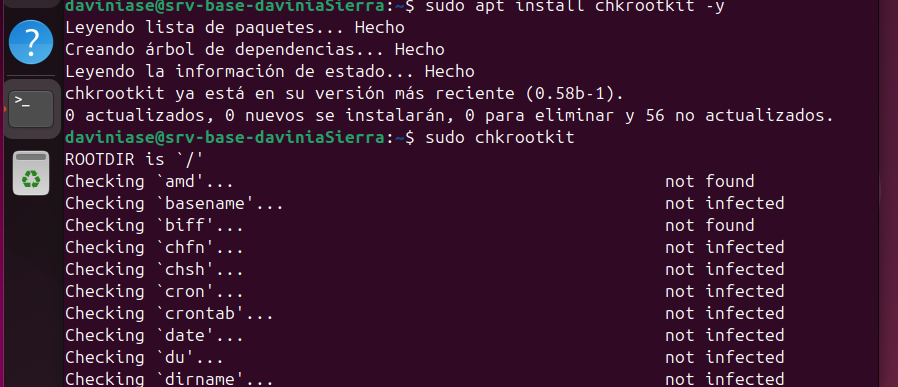 daviniase@srv-base-daviniaSierra:~$ sudo apt install chkrootkit -y
Leyendo lista de paquetes... Hecho
Creando árbol de dependencias... Hecho
Leyendo la información de estado... Hecho
chkrootkit ya está en su versión más reciente (0.58b-1).
0 actualizados, 0 nuevos se instalarán, 0 para eliminar y 56 no actualizados.
daviniase@srv-base-daviniaSierra:~$ sudo chkrootkit
ROOTDIR is `/'
Checking `amd'... not found
Checking `basename'... not infected
Checking `biff'... not found
Checking `chfn'... not infected
Checking `chsh'... not infected
Checking `cron'... not infected
Checking `crontab'... not infected
Checking `date'... not infected
Checking `du'... not infected
Checking `dirname'... not infected